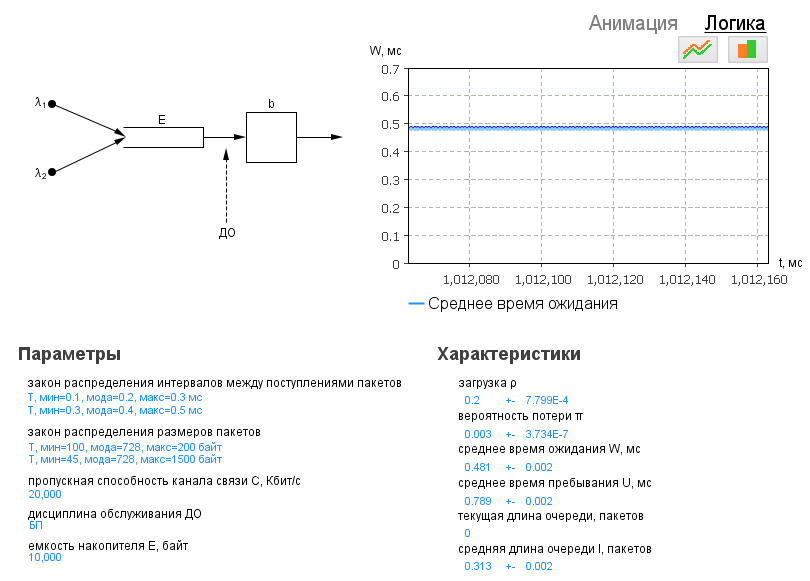 Анимация Логика
W, мс
0.7
0.6
0.5
0.4
0.3
0.2
0.1
0
1,012,080 1,012,100 1,012,120 1,012,140 1,012,160
t, мс
Среднее время ожидания
λ1
λ2
E
b
ДО
Параметры
закон распределения интервалов между поступлениями пакетов
T, мин=0.1, мода=0.2, макс=0.3 мс
T, мин=0.3, мода=0.4, макс=0.5 мс
закон распределения размеров пакетов
T, мин=100, мода=728, макс=200 байт
T, мин=45, мода=728, макс=1500 байт
пропускная способность канала связи С, Кбит/с
20,000
дисциплина обслуживания ДО
БП
емкость накопителя Е, байт
10,000
Характеристики
загрузка ρ
0.2 +- 7.799E-4
вероятность потери π
0.003 +- 3.734E-7
среднее время ожидания W, мс
0.481 +- 0.002
среднее время пребывания U, мс
0.789 +- 0.002
текущая длина очереди, пакетов
0
средняя длина очереди l, пакетов
0.313 +- 0.002